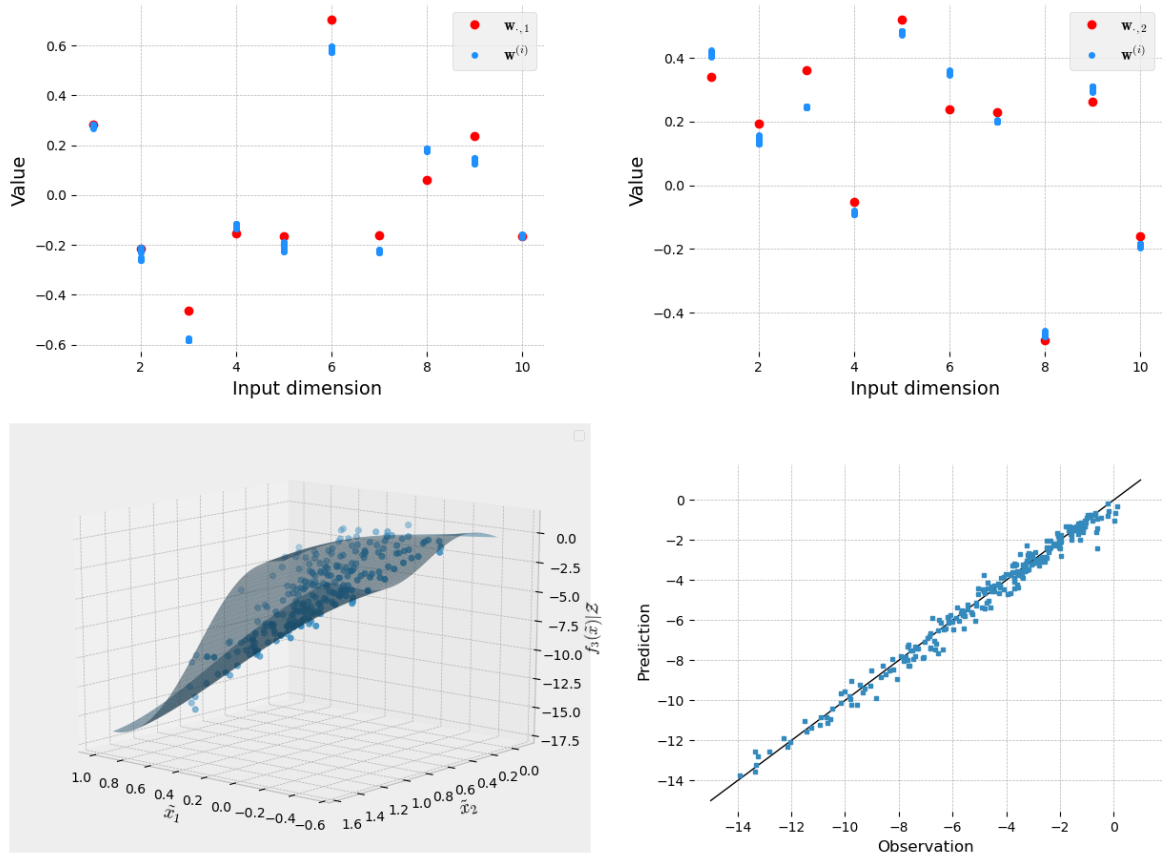 w·,1
w(i)
0.6
0.4
0.2
0.0
−0.2
−0.4
−0.6
Value
2 4 6 8 10
Input dimension
w·,2
w(i)
0.4
0.2
0.0
−0.2
−0.4
Value
2 4 6 8 10
Input dimension
0.0
−2.5
−5.0
−7.5
−10.0
−12.5
−15.0
−17.5
f₃(x̃)|𝒵
1.0 0.8 0.6 0.4 0.2 0.0 −0.2 −0.4 −0.6
x̃₁
1.6 1.4 1.2 1.0 0.8 0.6 0.4 0.2 0.0
x̃₂
0
−2
−4
−6
−8
−10
−12
−14
Prediction
−14 −12 −10 −8 −6 −4 −2 0
Observation